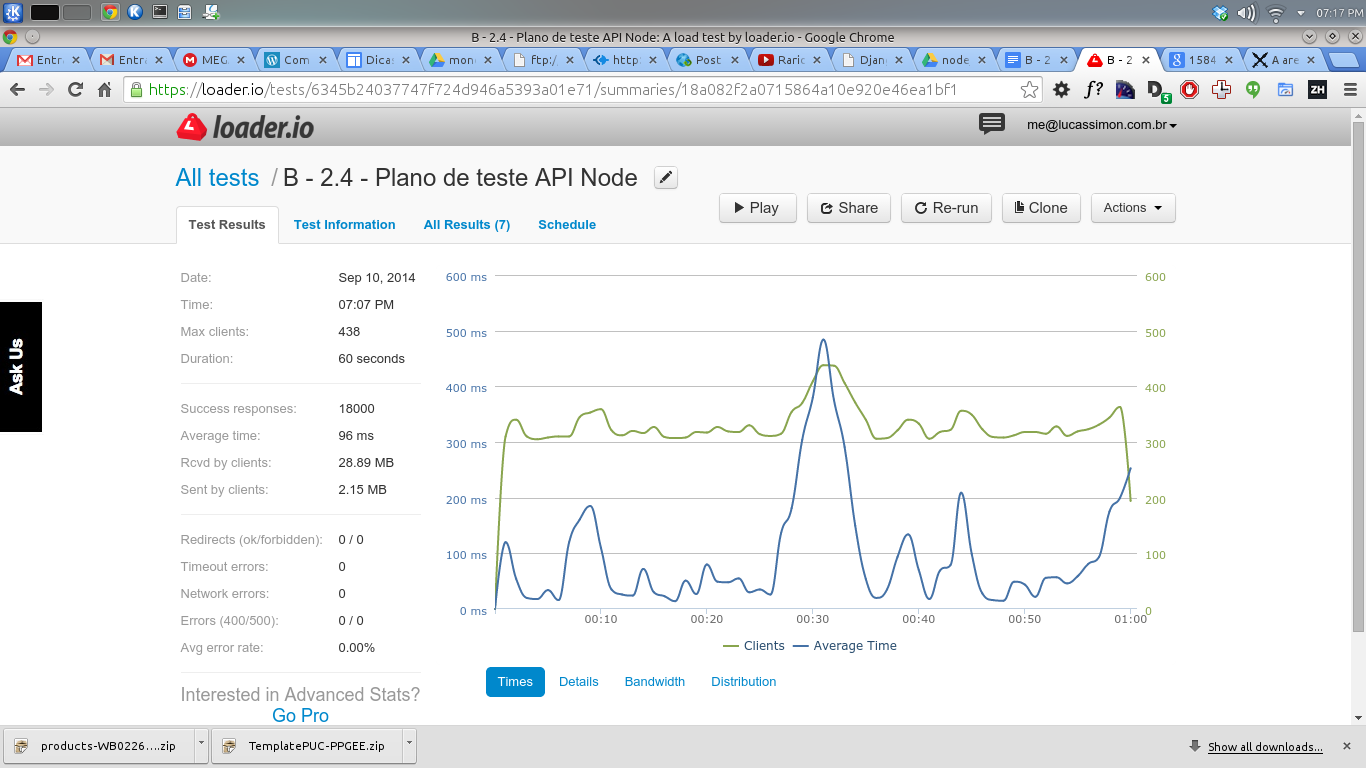 07:17 PM
B - 2.4 - Plano de teste API Node: A load test by loader.io - Google Chrome
Entr
Entra
MEG
Com
Dica:
mon
ftp:/
http:
Post
Raric
Djan
node
B - 2
B - 2
1584
A are
https://loader.io/tests/6345b24037747f724d946a5393a01e71/summaries/18a082f2a0715864a10e920e46ea1bf1
f?
D
5
ZH
loader.io
me@lucassimon.com.br
All tests / B - 2.4 - Plano de teste API Node
Play
Share
Re-run
Clone
Actions
Test Results
Test Information
All Results (7)
Schedule
Ask Us
Date: Sep 10, 2014
Time: 07:07 PM
Max clients: 438
Duration: 60 seconds
Success responses: 18000
Average time: 96 ms
Rcvd by clients: 28.89 MB
Sent by clients: 2.15 MB
Redirects (ok/forbidden): 0 / 0
Timeout errors: 0
Network errors: 0
Errors (400/500): 0 / 0
Avg error rate: 0.00%
Interested in Advanced Stats?
Go Pro
600 ms 600
500 ms 500
400 ms 400
300 ms 300
200 ms 200
100 ms 100
0 ms 0
00:10 00:20 00:30 00:40 00:50 01:00
Clients Average Time
Times
Details
Bandwidth
Distribution
products-WB0226....zip
TemplatePUC-PPGEE.zip
Show all downloads...